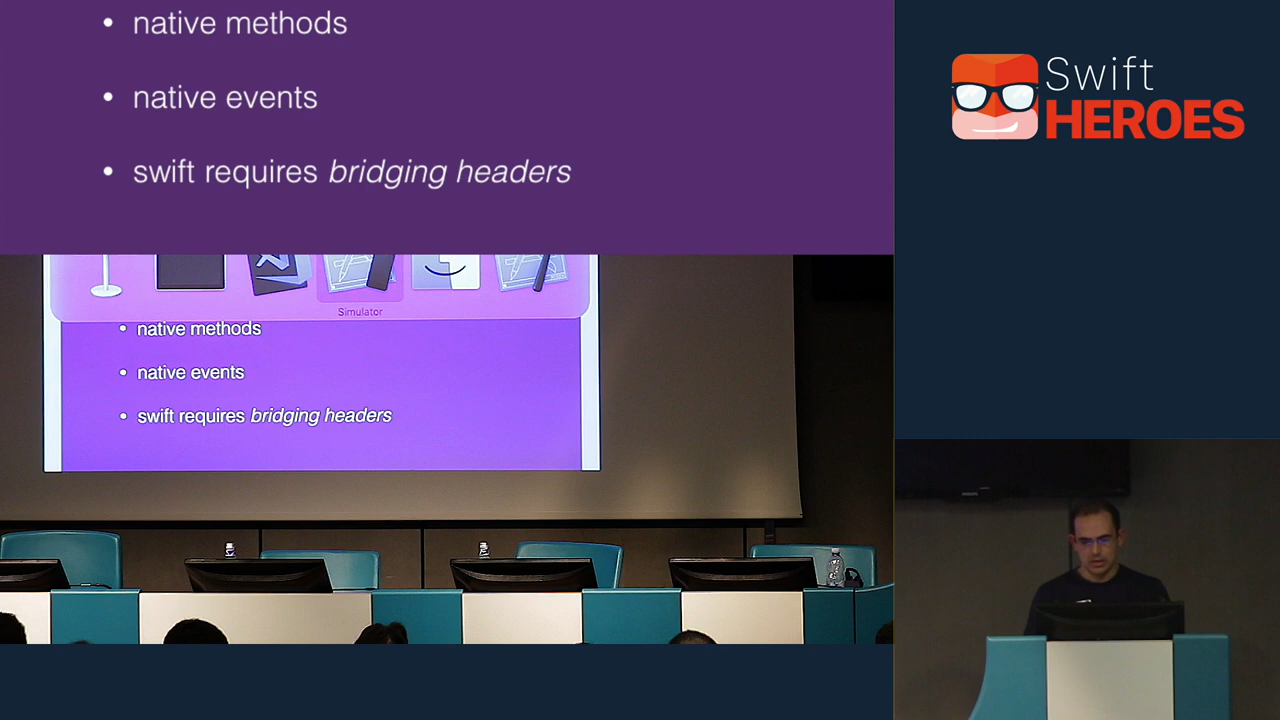 • native methods
• native events
• swift requires bridging headers
Swift
HEROES
Simulator
• native methods
• native events
• swift requires bridging headers